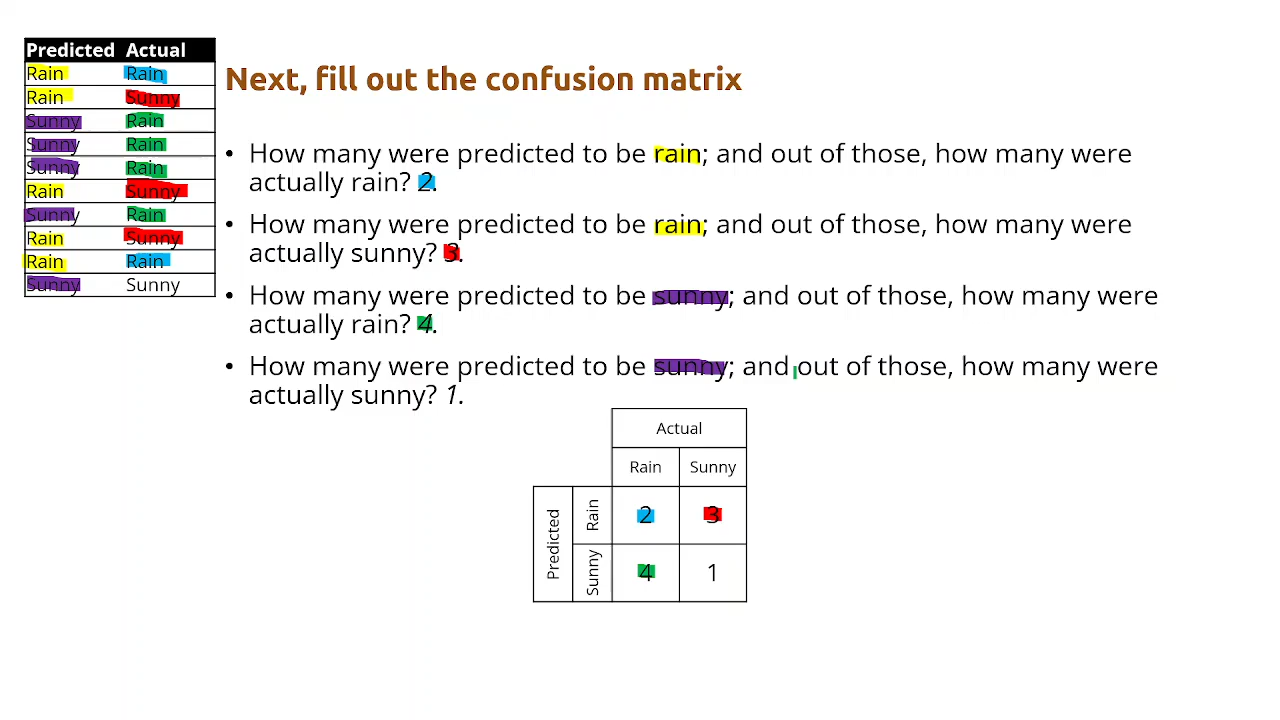 Predicted Actual
Rain Rain
Rain Sunny
Sunny Rain
Sunny Rain
Sunny Rain
Rain Sunny
Sunny Rain
Rain Sunny
Rain Rain
Sunny Sunny
Next, fill out the confusion matrix
• How many were predicted to be rain; and out of those, how many were
actually rain? 2.
• How many were predicted to be rain; and out of those, how many were
actually sunny? 3.
• How many were predicted to be sunny; and out of those, how many were
actually rain? 4.
• How many were predicted to be sunny; and out of those, how many were
actually sunny? 1.
Actual
Rain Sunny
Predicted
Rain 2 3
Sunny 4 1